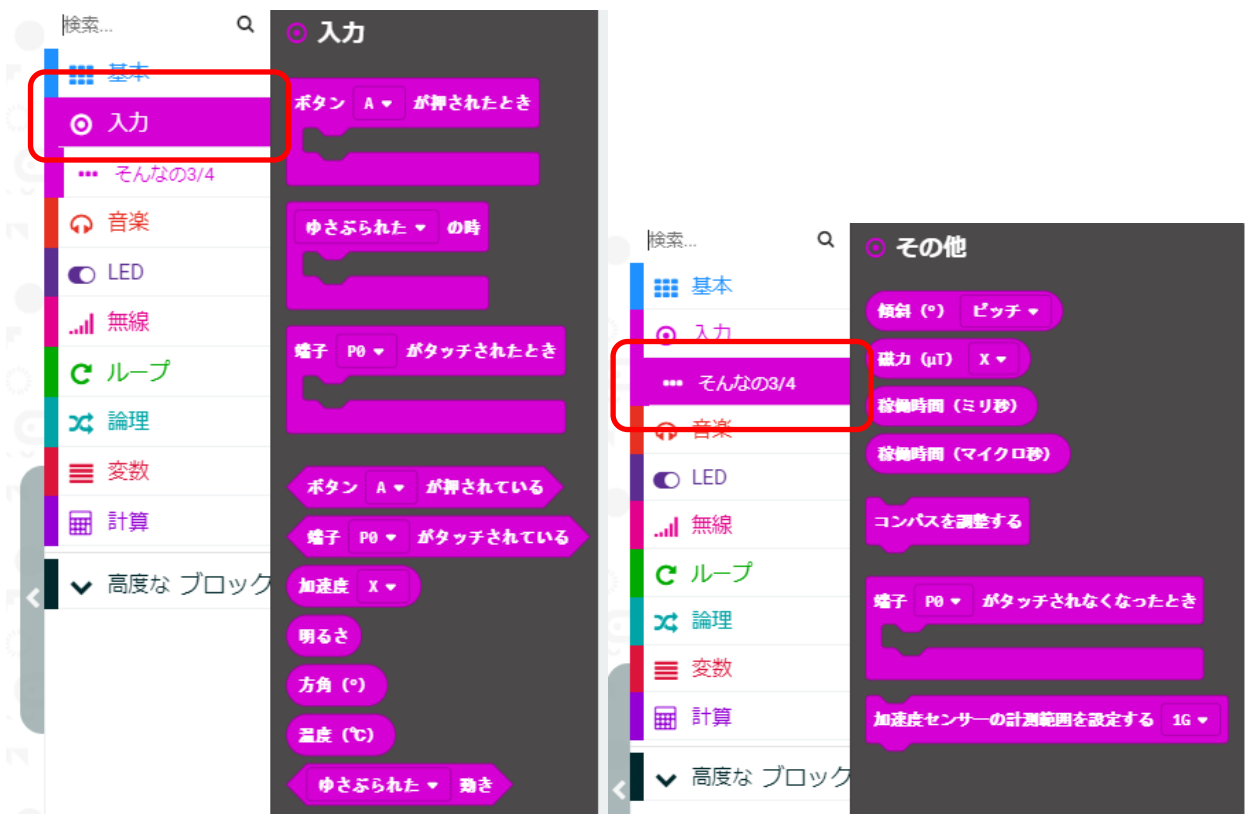 検索...
基本
入力
そんなの3/4
音楽
LED
無線
ループ
論理
変数
計算
高度な ブロック
入力
ボタン A が押されたとき
ゆさぶられた の時
端子 P0 がタッチされたとき
ボタン A が押されている
端子 P0 がタッチされている
加速度 X
明るさ
方角 (°)
温度 (℃)
ゆさぶられた 動き
検索...
基本
入力
そんなの3/4
音楽
LED
無線
ループ
論理
変数
計算
高度な ブロック
その他
傾斜 (°) ピッチ
磁力 (μT) X
稼働時間 (ミリ秒)
稼働時間 (マイクロ秒)
コンパスを調整する
端子 P0 がタッチされなくなったとき
加速度センサーの計測範囲を設定する 1G